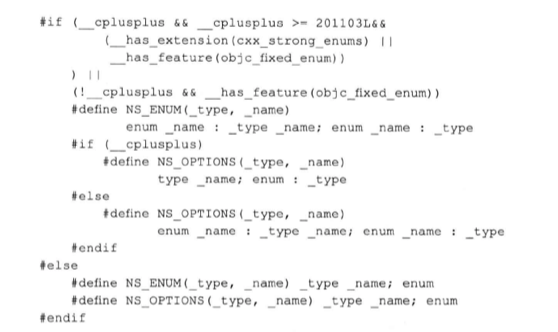 #if (__cplusplus && __cplusplus >= 201103L&&
(__has_extension(cxx_strong_enums) ||
__has_feature(objc_fixed_enum))
) ||
(!__cplusplus && __has_feature(objc_fixed_enum))
#define NS_ENUM(_type, _name)
enum _name : _type _name; enum _name : _type
#if (__cplusplus)
#define NS_OPTIONS(_type, _name)
type _name; enum : _type
#else
#define NS_OPTIONS(_type, _name)
enum _name : _type _name; enum _name : _type
#endif
#else
#define NS_ENUM(_type, _name) _type _name; enum
#define NS_OPTIONS(_type, _name) _type _name; enum
#endif